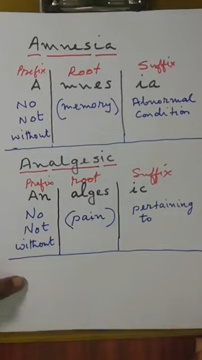 Amnesia
Prefix Root Suffix
A mnes ia
No (memory) Abnormal
Not Condition
without
Analgesic
Prefix root Suffix
An alges ic
No (pain) pertaining
Not to
without